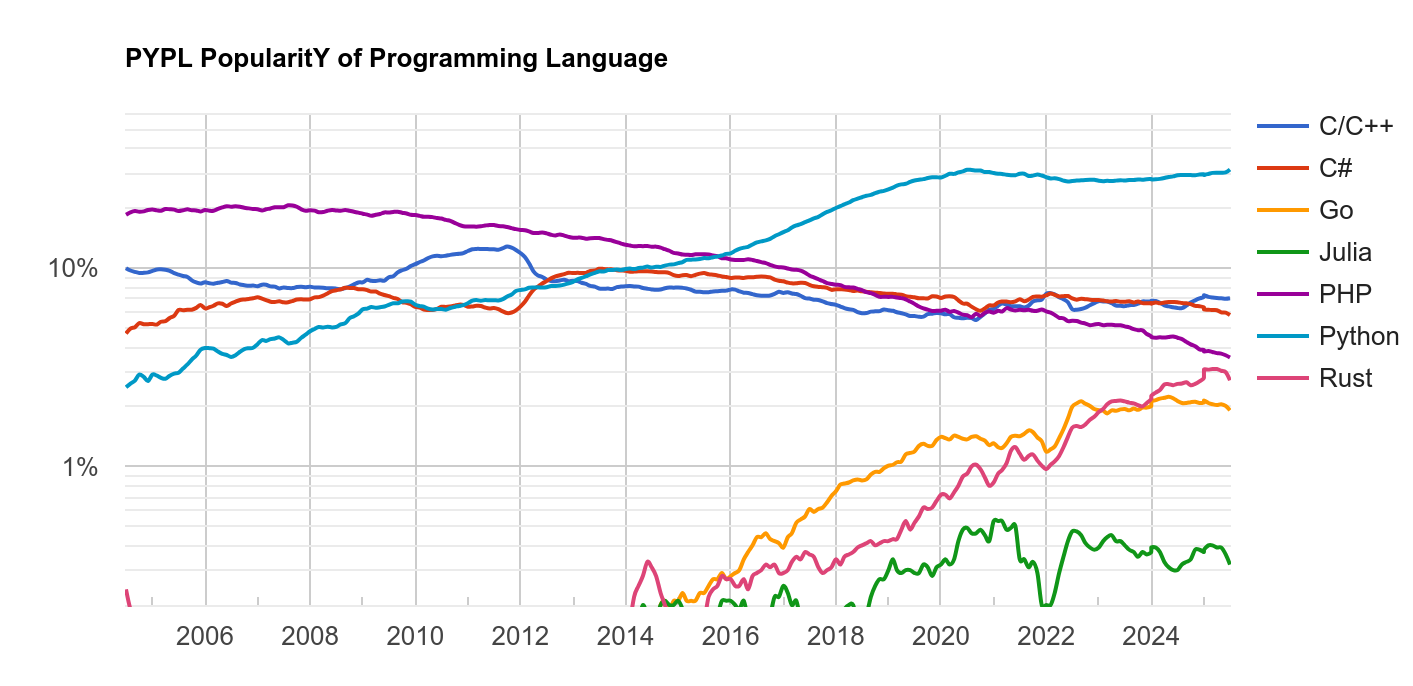 PYPL PopularitY of Programming Language
C/C++
C#
Go
Julia
PHP
Python
Rust
10%
1%
2006 2008 2010 2012 2014 2016 2018 2020 2022 2024